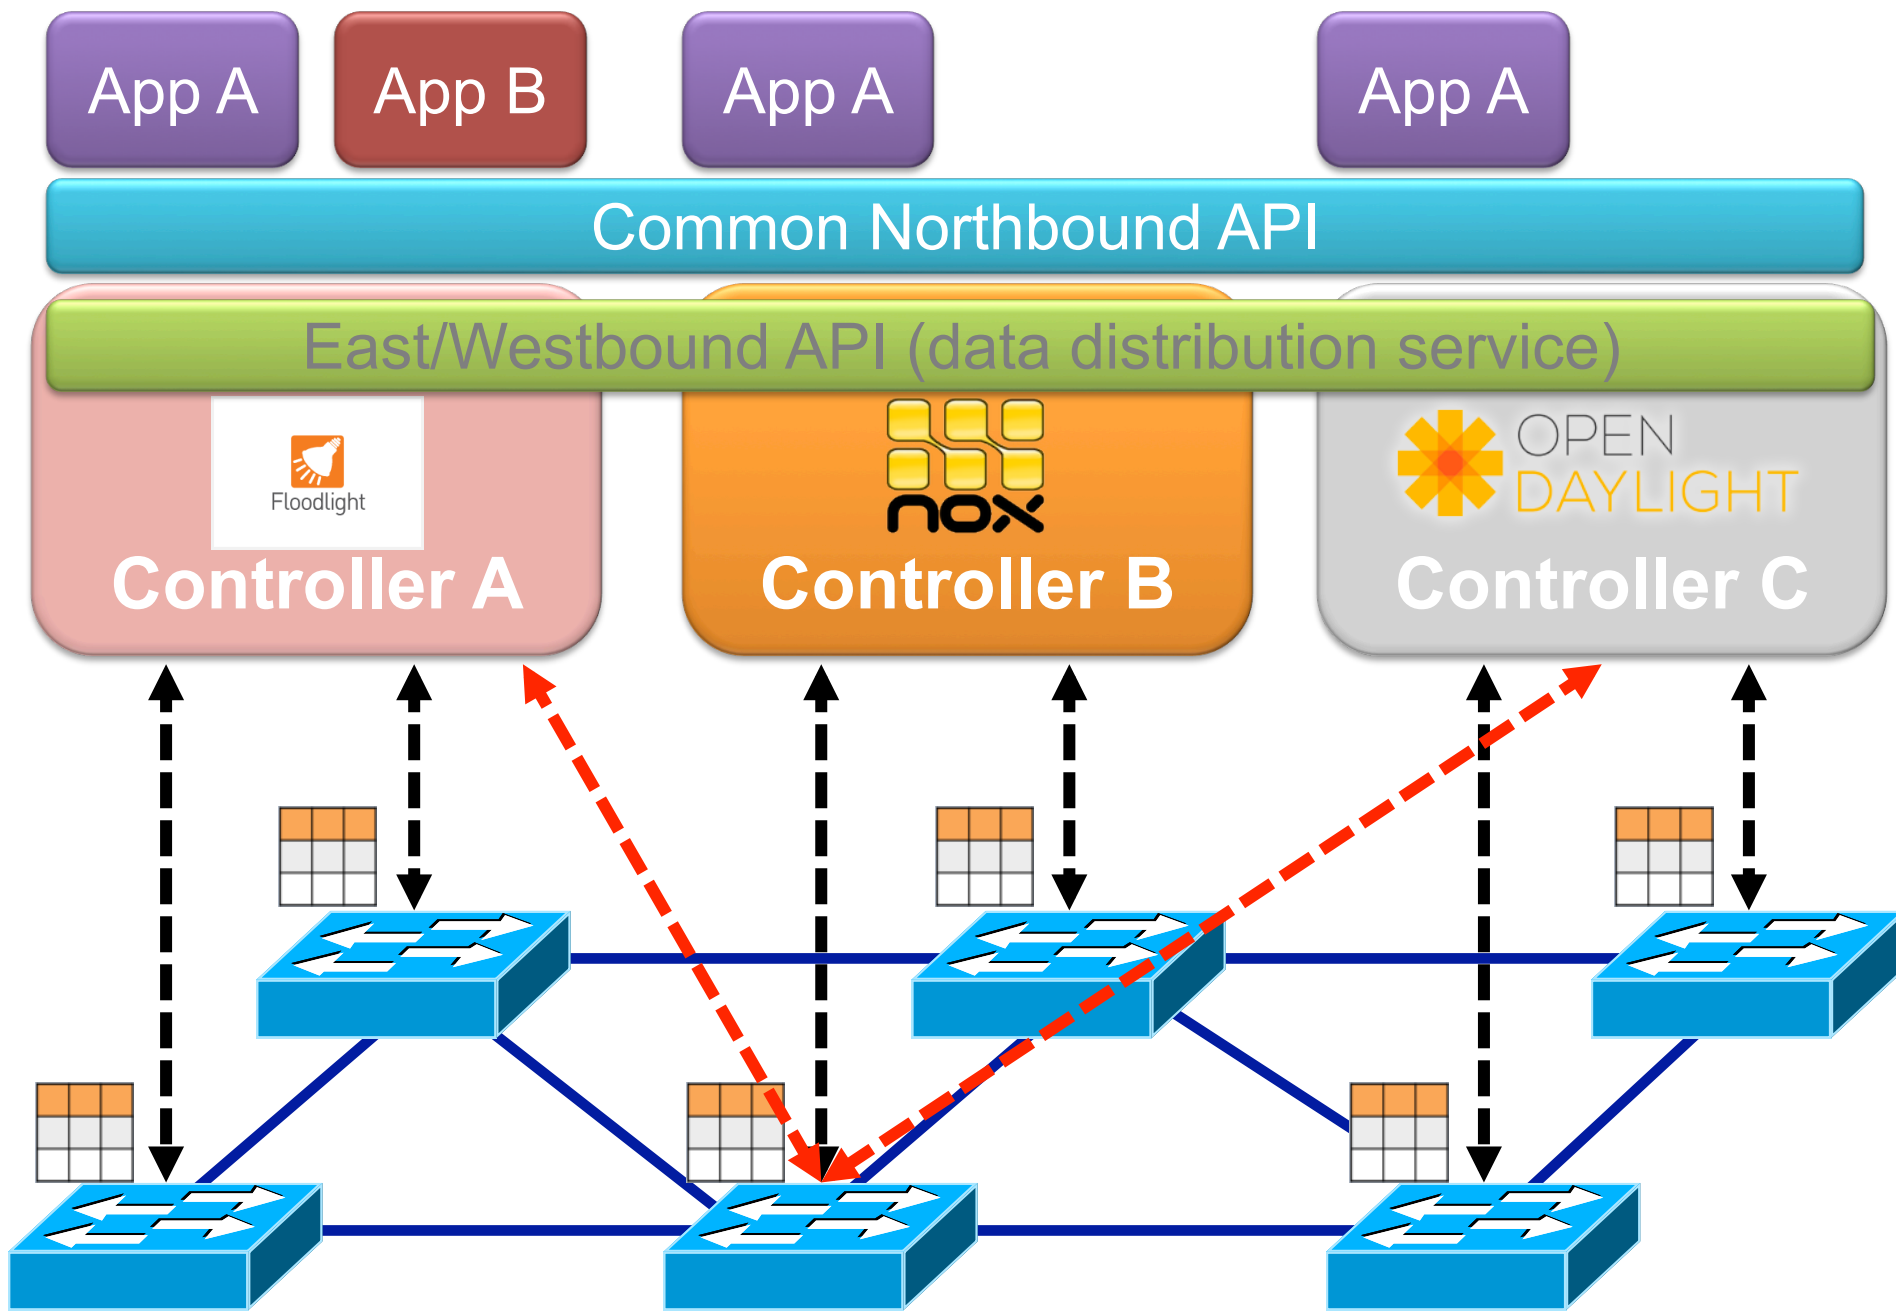 App A
App B
App A
App A
Common Northbound API
East/Westbound API (data distribution service)
Floodlight
nox
OPEN
DAYLIGHT
Controller A
Controller B
Controller C